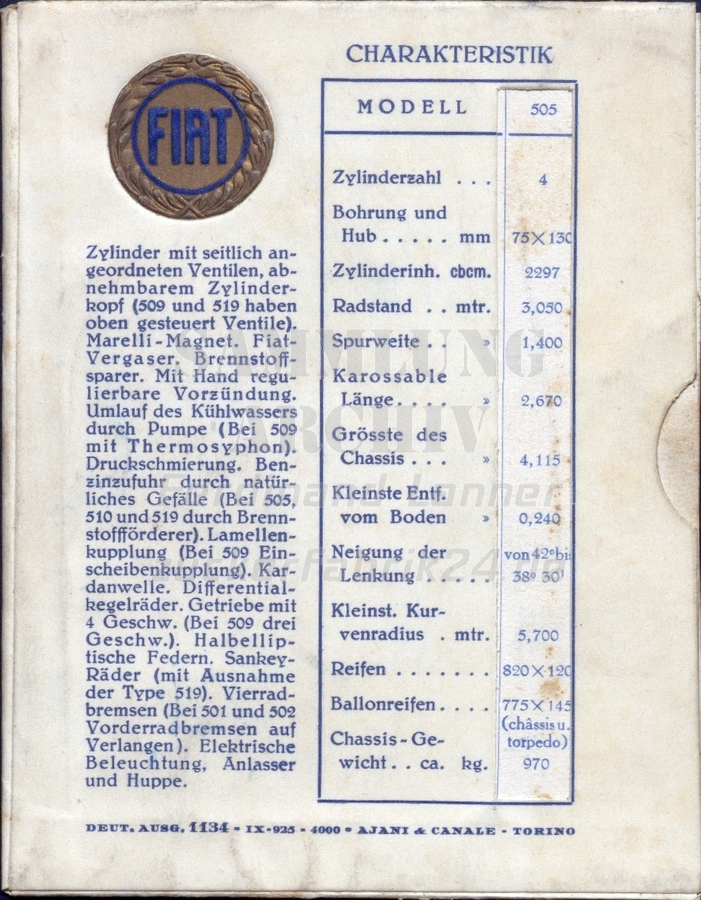 CHARAKTERISTIK
FIAT
Zylinder mit seitlich an-
geordneten Ventilen, ab-
nehmbarem Zylinder-
kopf (509 und 519 haben
oben gesteuert Ventile).
Marelli-Magnet. Fiat-
Vergaser. Brennstoff-
sparer. Mit Hand regu-
lierbare Vorzündung.
Umlauf des Kühlwassers
durch Pumpe (Bei 509
mit Thermosyphon).
Druckschmierung. Ben-
zinzufuhr durch natür-
liches Gefälle (Bei 505,
510 und 519 durch Brenn-
stoffförderer). Lamellen-
kupplung (Bei 509 Ein-
scheibenkupplung). Kar-
danwelle. Differential-
kegelräder. Getriebe mit
4 Geschw. (Bei 509 drei
Geschw.). Halbellip-
tische Federn. Sankey-
Räder (mit Ausnahme
der Type 519). Vierrad-
bremsen (Bei 501 und 502
Vorderradbremsen auf
Verlangen). Elektrische
Beleuchtung, Anlasser
und Huppe.
MODELL 505
Zylinderzahl . . . 4
Bohrung und
Hub . . . . . mm 75×130
Zylinderinh. cbcm. 2297
Radstand . . mtr. 3,050
Spurweite . . » 1,400
Karossable
Länge . . . . » 2,670
Grösste des
Chassis . . . » 4,115
Kleinste Entf.
vom Boden » 0,240
Neigung der von 42° bis
Lenkung . . . . . 38° 30'
Kleinst. Kur-
venradius . mtr. 5,700
Reifen . . . . . . . 820×120
Ballonreifen . . . . 775×145
(châssis u.
Chassis-Ge- torpedo)
wicht . . ca. kg. 970
DEUT. AUSG. 1134 - IX-925 - 4000 - AJANI & CANALE - TORINO
SAMMLUNG
ARCHIV